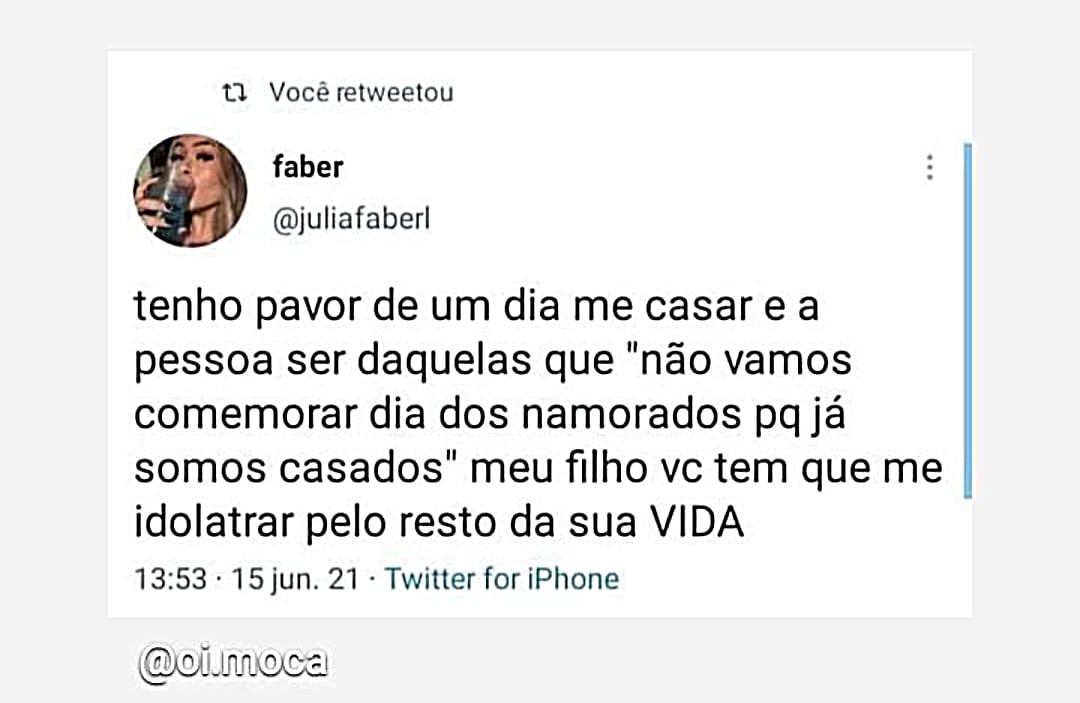 Você retweetou
faber
@juliafaberl
tenho pavor de um dia me casar e a
pessoa ser daquelas que "não vamos
comemorar dia dos namorados pq já
somos casados" meu filho vc tem que me
idolatrar pelo resto da sua VIDA
13:53 · 15 jun. 21 · Twitter for iPhone
@oi.moca